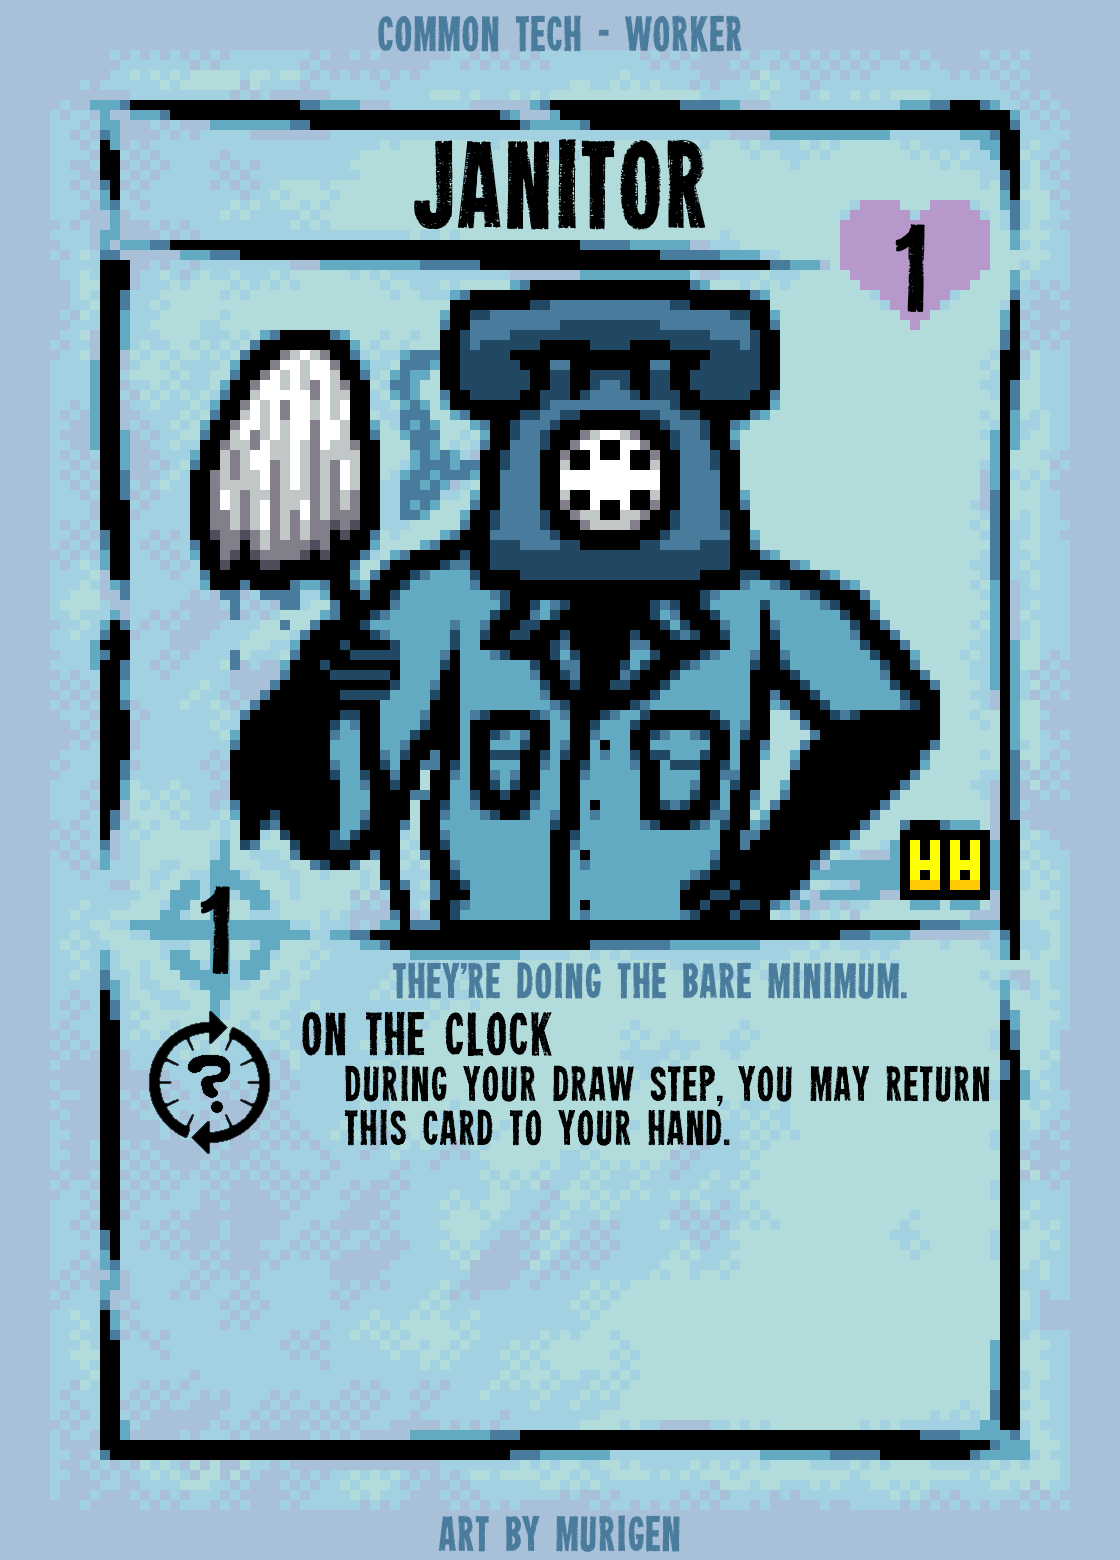 COMMON TECH - WORKER
JANITOR
1
1
THEY'RE DOING THE BARE MINIMUM.
ON THE CLOCK
?
DURING YOUR DRAW STEP, YOU MAY RETURN
THIS CARD TO YOUR HAND.
ART BY MURIGEN